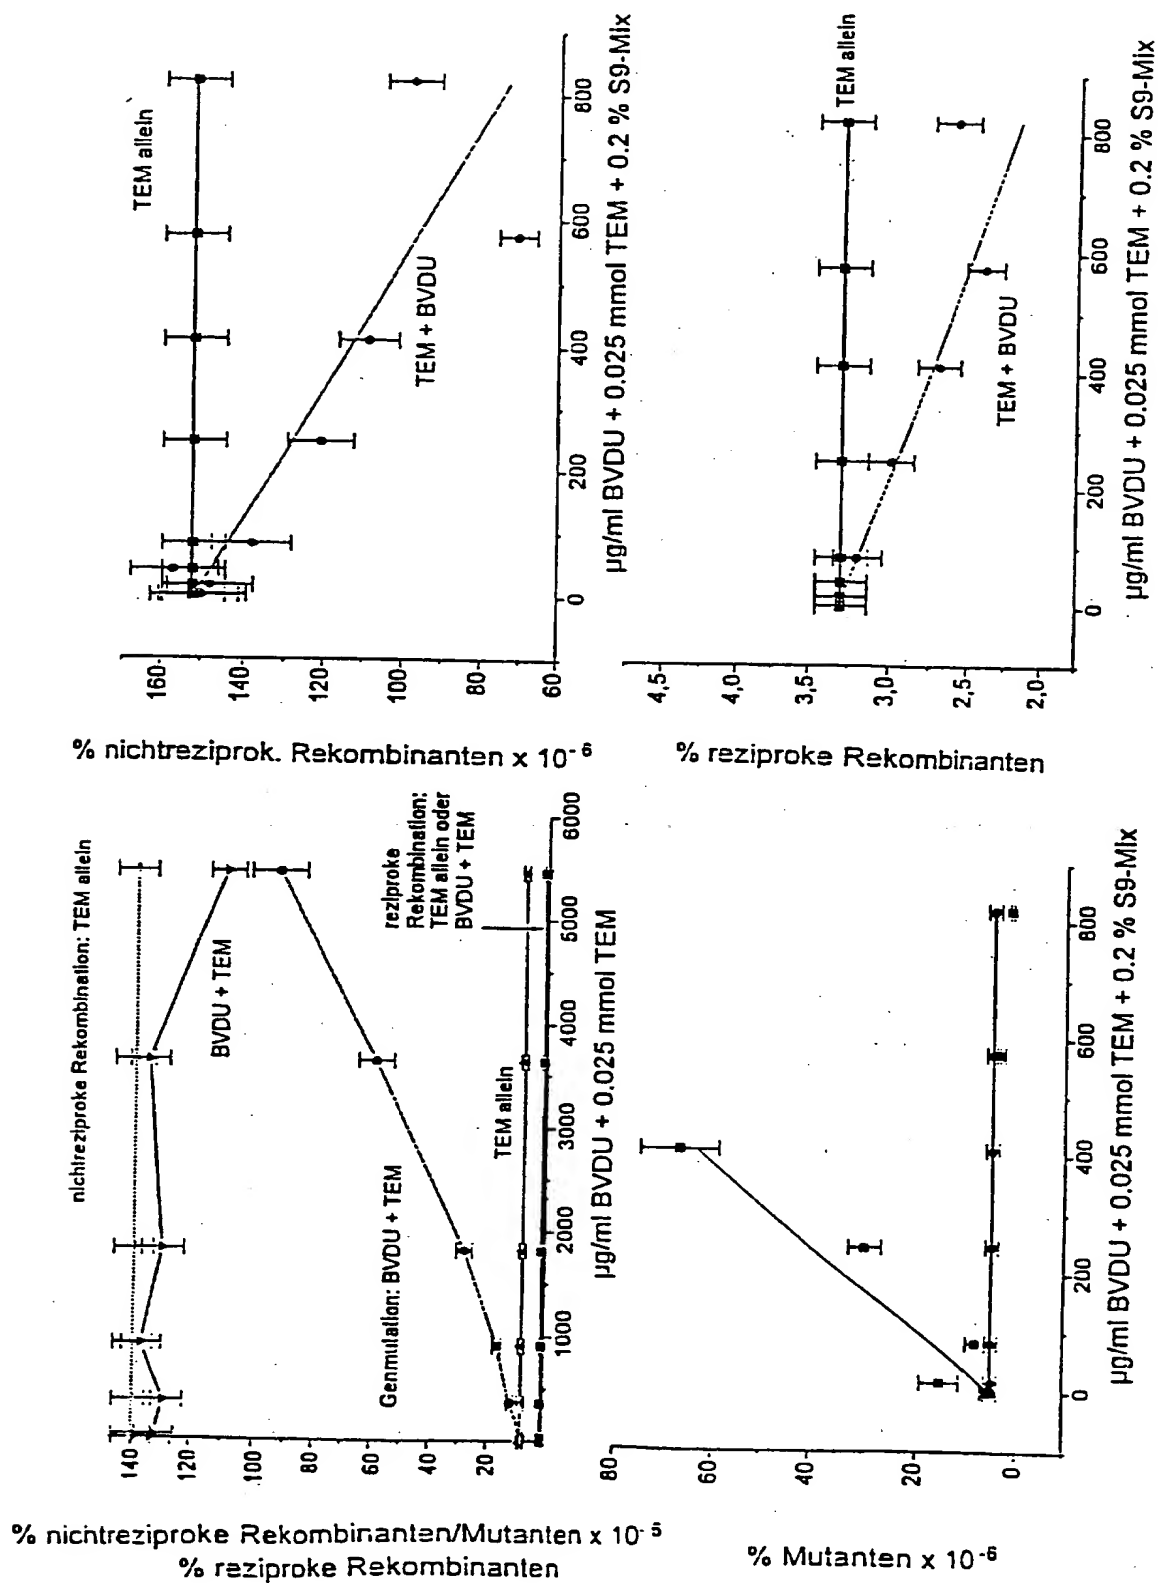 % nichtreziproke Rekombinanten/Mutanten x 10⁻⁵
% reziproke Rekombinanten
140
120
100
80
60
40
20
nichtreziproke Rekombination: TEM allein
BVDU + TEM
Genmutation: BVDU + TEM
TEM allein
reziproke
Rekombination:
TEM allein oder
BVDU + TEM
1000
2000
3000
4000
5000
6000
µg/ml BVDU + 0.025 mmol TEM
% nichtreziprok. Rekombinanten x 10⁻⁶
160
140
120
100
80
60
TEM allein
TEM + BVDU
0
200
400
600
800
µg/ml BVDU + 0.025 mmol TEM + 0.2 % S9-Mix
% Mutanten x 10⁻⁶
80
60
40
20
0
0
200
400
600
800
µg/ml BVDU + 0.025 mmol TEM + 0.2 % S9-Mix
% reziproke Rekombinanten
4,5
4,0
3,5
3,0
2,5
2,0
TEM allein
TEM + BVDU
0
200
400
600
800
µg/ml BVDU + 0.025 mmol TEM + 0.2 % S9-Mix